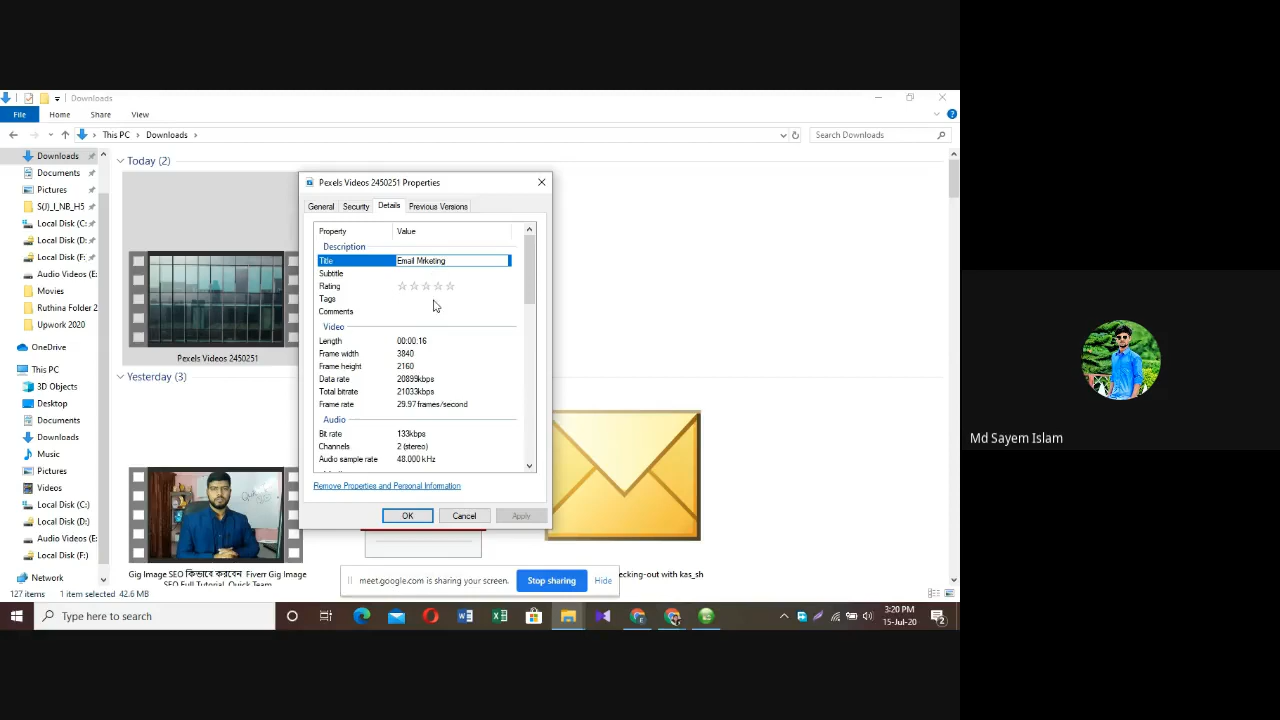 Downloads
File Home Share View
This PC Downloads
Search Downloads
Downloads
Documents
Pictures
S(J)_I_NB_H5
Local Disk (C:
Local Disk (D:
Local Disk (F:
Audio Videos (E:
Movies
Ruthina Folder 2
Upwork 2020
OneDrive
This PC
3D Objects
Desktop
Documents
Downloads
Music
Pictures
Videos
Local Disk (C:)
Local Disk (D:)
Audio Videos (E:
Local Disk (F:)
Network
Today (2)
Pexels Videos 2450251
Yesterday (3)
Gig Image SEO কিভাবে করবেন Fiverr Gig Image
SEO Full Tutorial Quick Team
ecking-out with kas_sh
Pexels Videos 2450251 Properties
General Security Details Previous Versions
Property Value
Description
Title Email Mrketing
Subtitle
Rating
Tags
Comments
Video
Length 00:00:16
Frame width 3840
Frame height 2160
Data rate 20899kbps
Total bitrate 21033kbps
Frame rate 29.97 frames/second
Audio
Bit rate 133kbps
Channels 2 (stereo)
Audio sample rate 48.000 kHz
Remove Properties and Personal Information
OK Cancel Apply
meet.google.com is sharing your screen. Stop sharing Hide
127 items 1 item selected 42.6 MB
Type here to search
3:20 PM
15-Jul-20
2
Md Sayem Islam